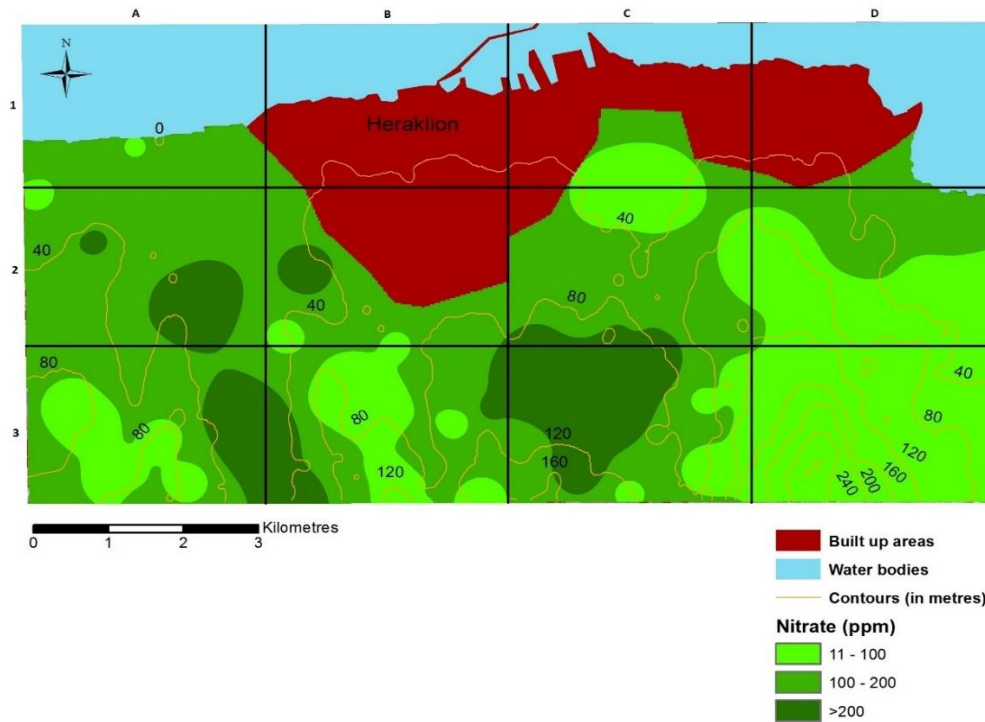 A B C D
N
1
0
Heraklion
40
40
2
40
80
80
40
80
80
80
3
120
120
160
120
160
200
240
Kilometres
0 1 2 3
Built up areas
Water bodies
Contours (in metres)
Nitrate (ppm)
11 - 100
100 - 200
>200